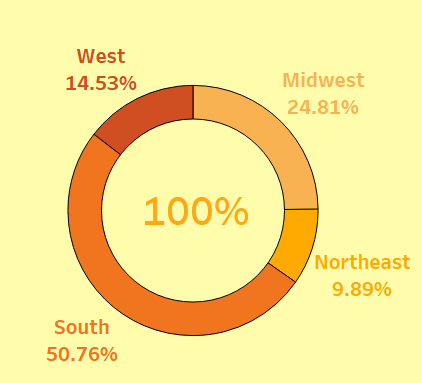 West
14.53%
Midwest
24.81%
100%
Northeast
9.89%
South
50.76%